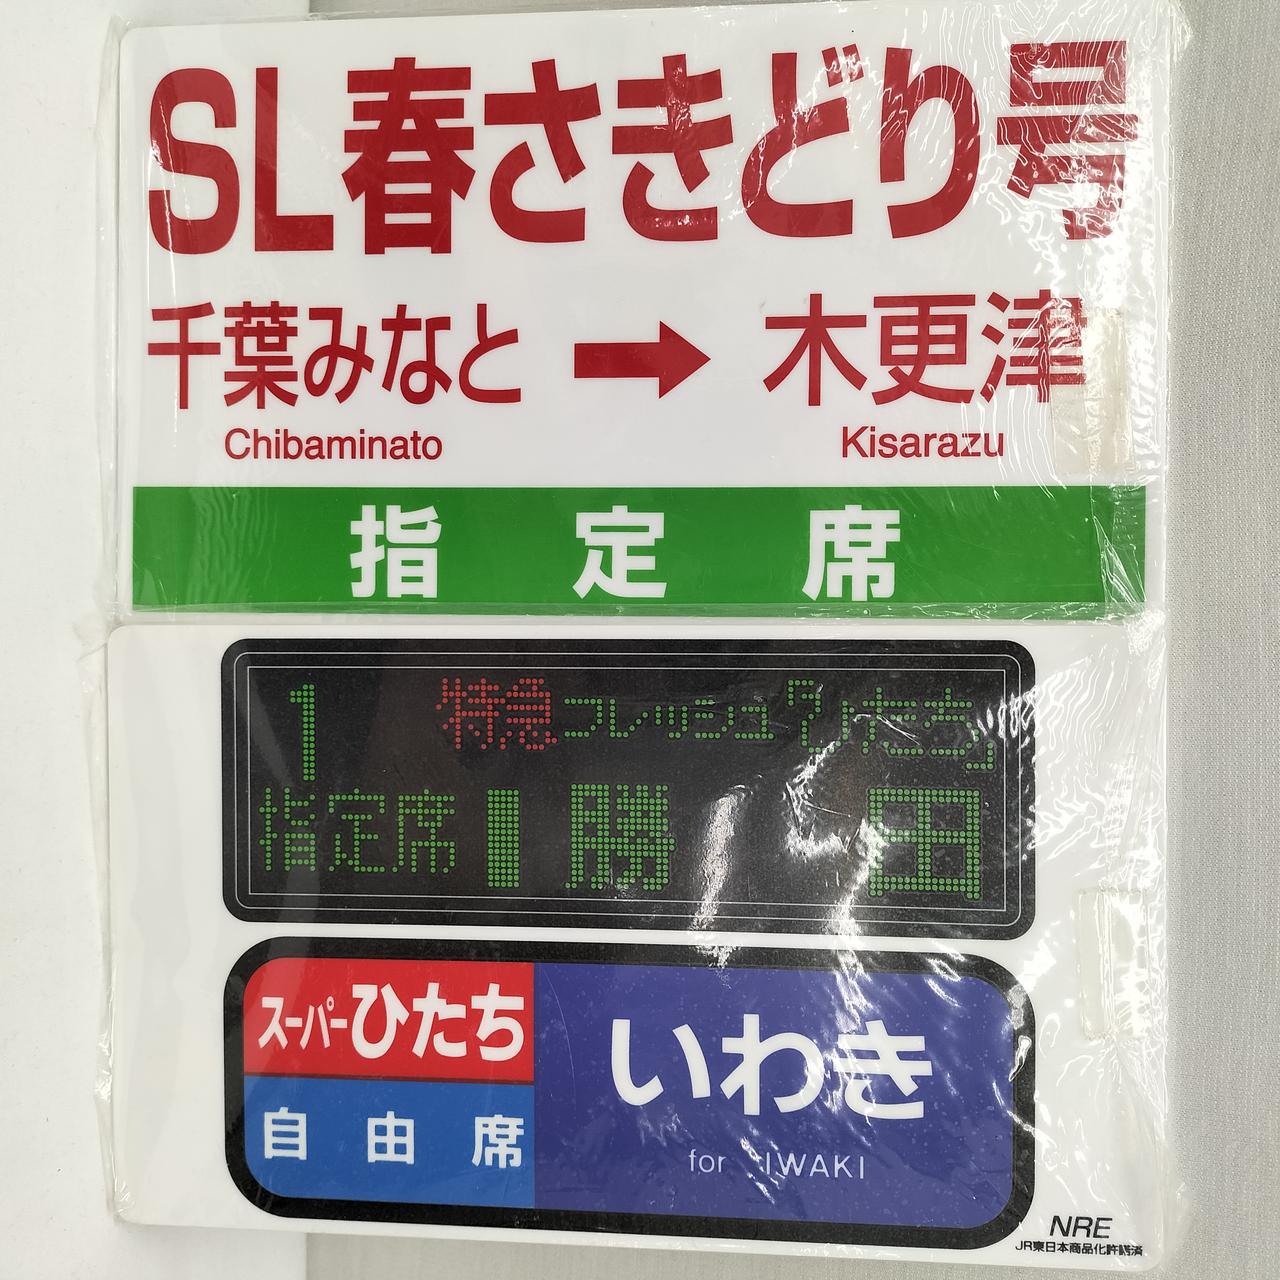 SL春さきどり号
千葉みなと → 木更津
Chibaminato Kisarazu
指定席
1 特急フレッシュひたち
指定席 勝田
スーパーひたち
自由席
いわき
for IWAKI
NRE
JR東日本商品化許諾済